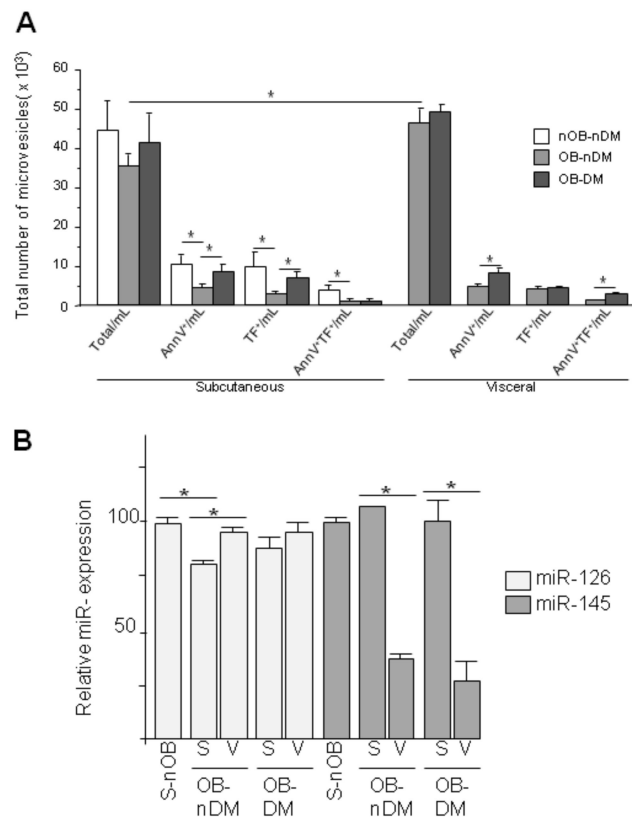 A
Total number of microvesicles( x 10³)
60
50
40
30
20
10
0
*
* *
* *
*
*
*
nOB-nDM
OB-nDM
OB-DM
Total/mL
AnnV⁺/mL
TF⁺/mL
AnnV⁺TF⁺/mL
Total/mL
AnnV⁺/mL
TF⁺/mL
AnnV⁺TF⁺/mL
Subcutaneous
Visceral
B
Relative miR- expression
100
50
*
*
*
*
miR-126
miR-145
S-nOB
S V
S V
S-nOB
S V
S V
OB-
nDM
OB-
DM
OB-
nDM
OB-
DM